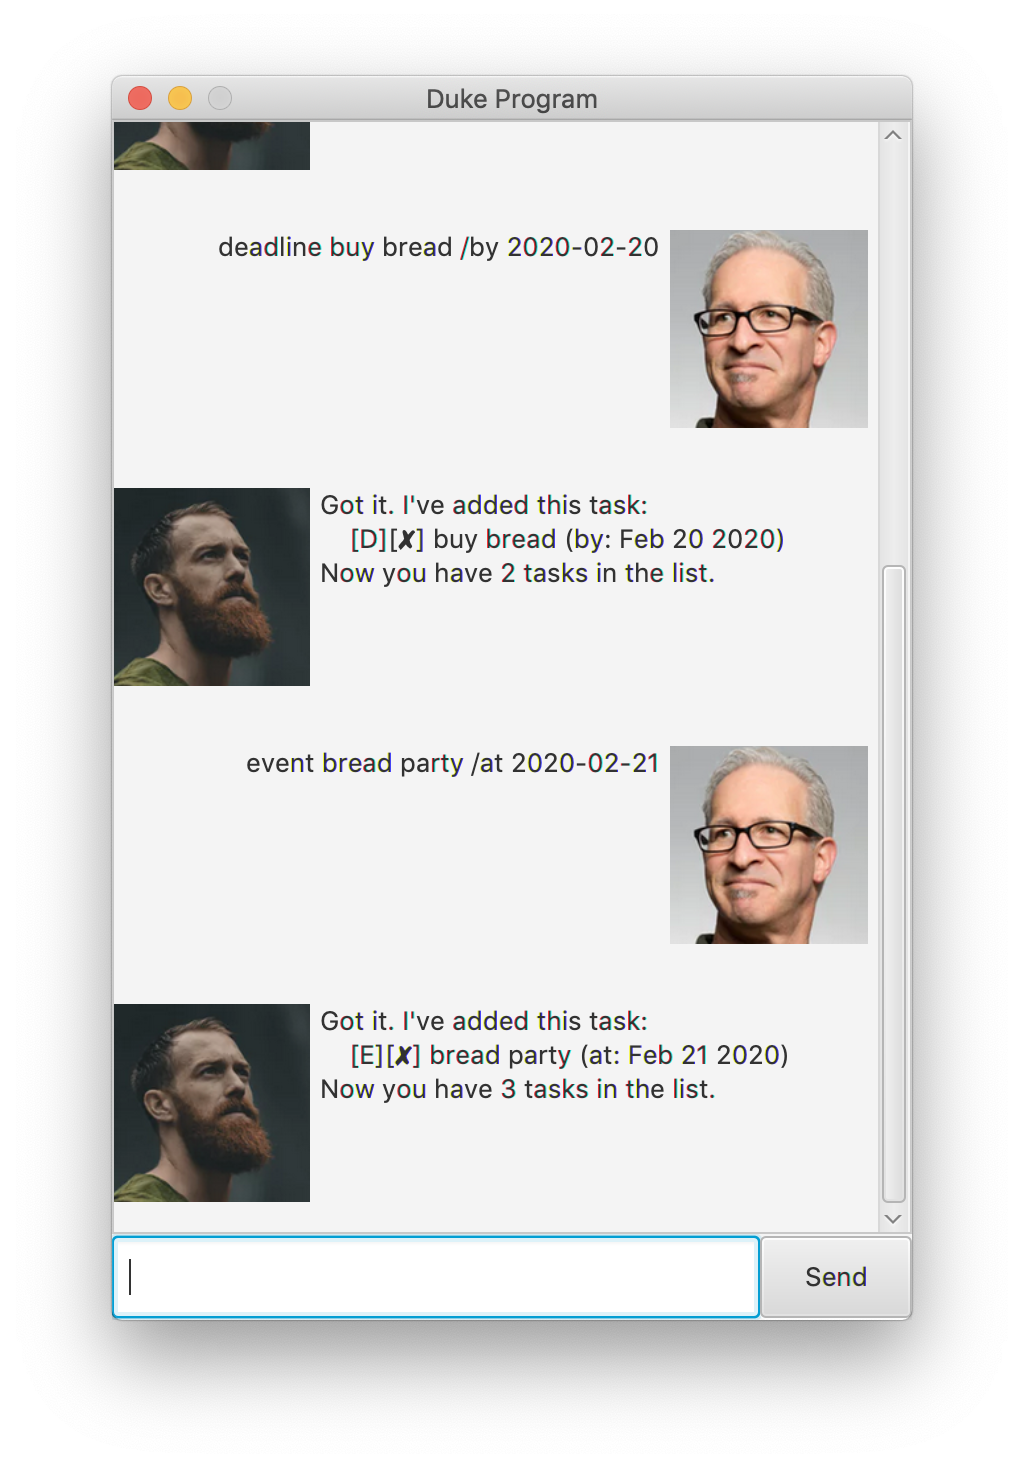 Duke Program
deadline buy bread /by 2020-02-20
Got it. I've added this task:
[D][✘] buy bread (by: Feb 20 2020)
Now you have 2 tasks in the list.
event bread party /at 2020-02-21
Got it. I've added this task:
[E][✘] bread party (at: Feb 21 2020)
Now you have 3 tasks in the list.
Send